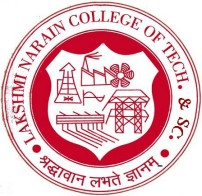 LAKSHMI NARAIN COLLEGE OF TECH. & SC.
श्रद्धावान लभते ज्ञानम्